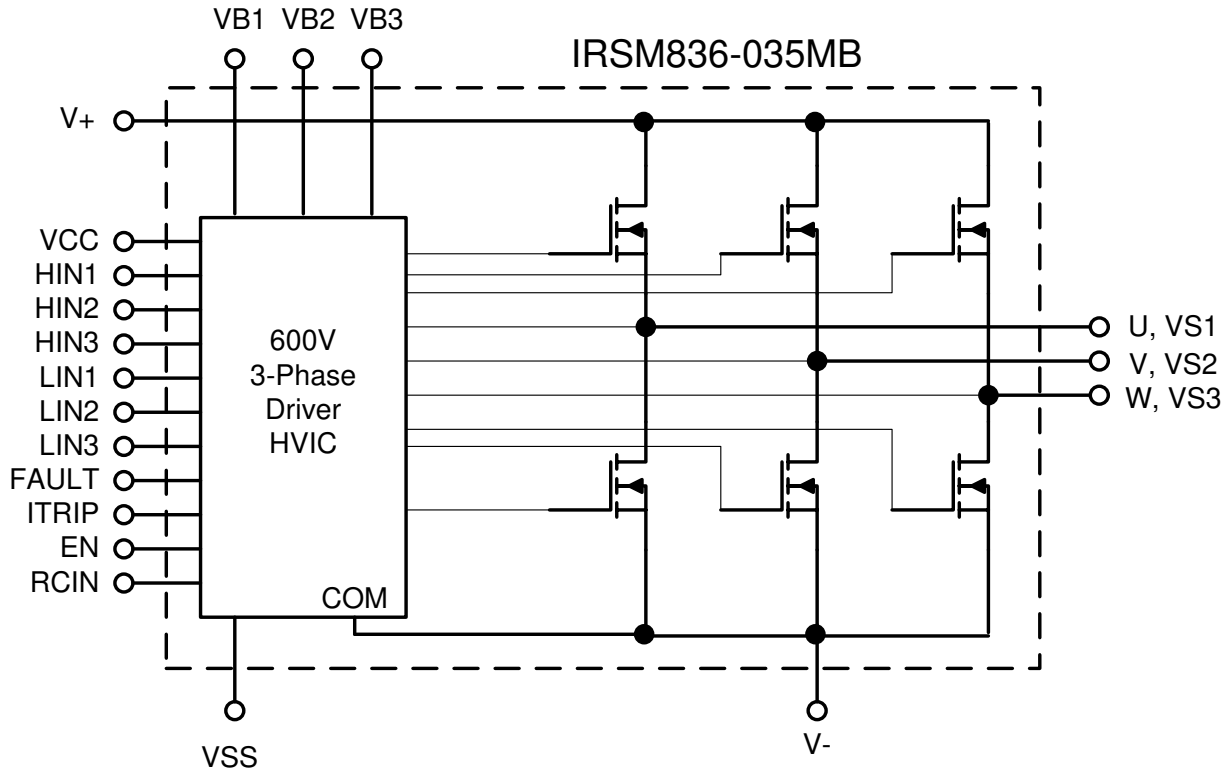 VB1 VB2 VB3
IRSM836-035MB
V+
VCC
HIN1
HIN2
HIN3
LIN1
LIN2
LIN3
FAULT
ITRIP
EN
RCIN
600V
3-Phase
Driver
HVIC
COM
U, VS1
V, VS2
W, VS3
VSS
V-